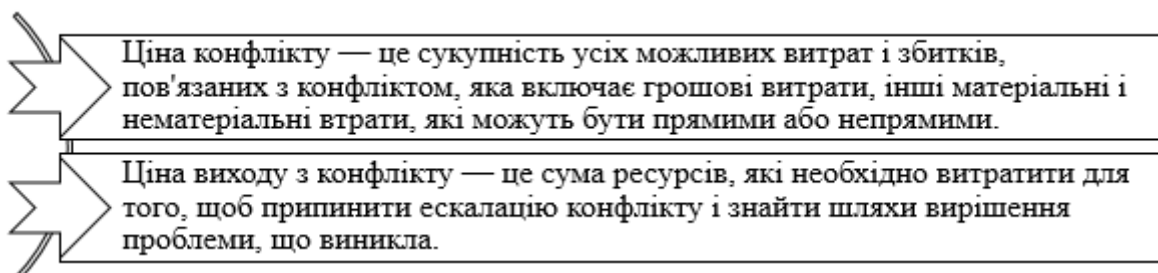 Ціна конфлікту — це сукупність усіх можливих витрат і збитків,
пов'язаних з конфліктом, яка включає грошові витрати, інші матеріальні і
нематеріальні втрати, які можуть бути прямими або непрямими.
Ціна виходу з конфлікту — це сума ресурсів, які необхідно витратити для
того, щоб припинити ескалацію конфлікту і знайти шляхи вирішення
проблеми, що виникла.